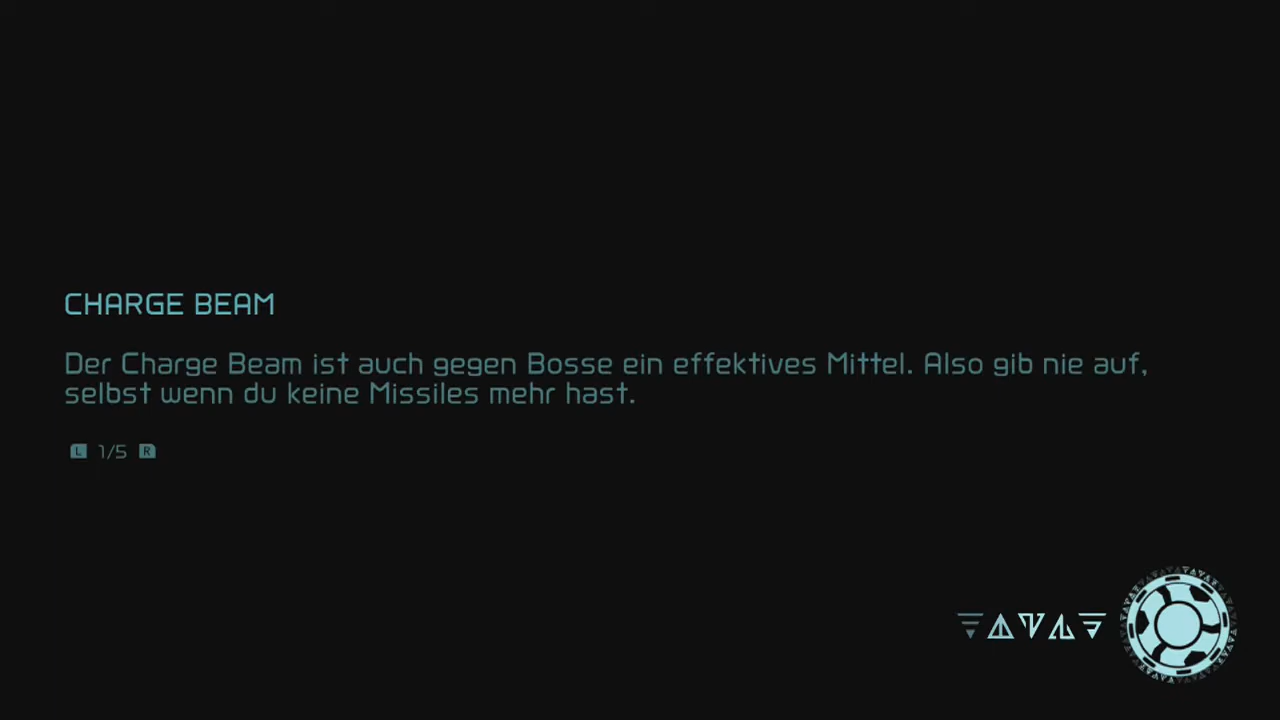 CHARGE BEAM
Der Charge Beam ist auch gegen Bosse ein effektives Mittel. Also gib nie auf,
selbst wenn du keine Missiles mehr hast.
L 1/5 R